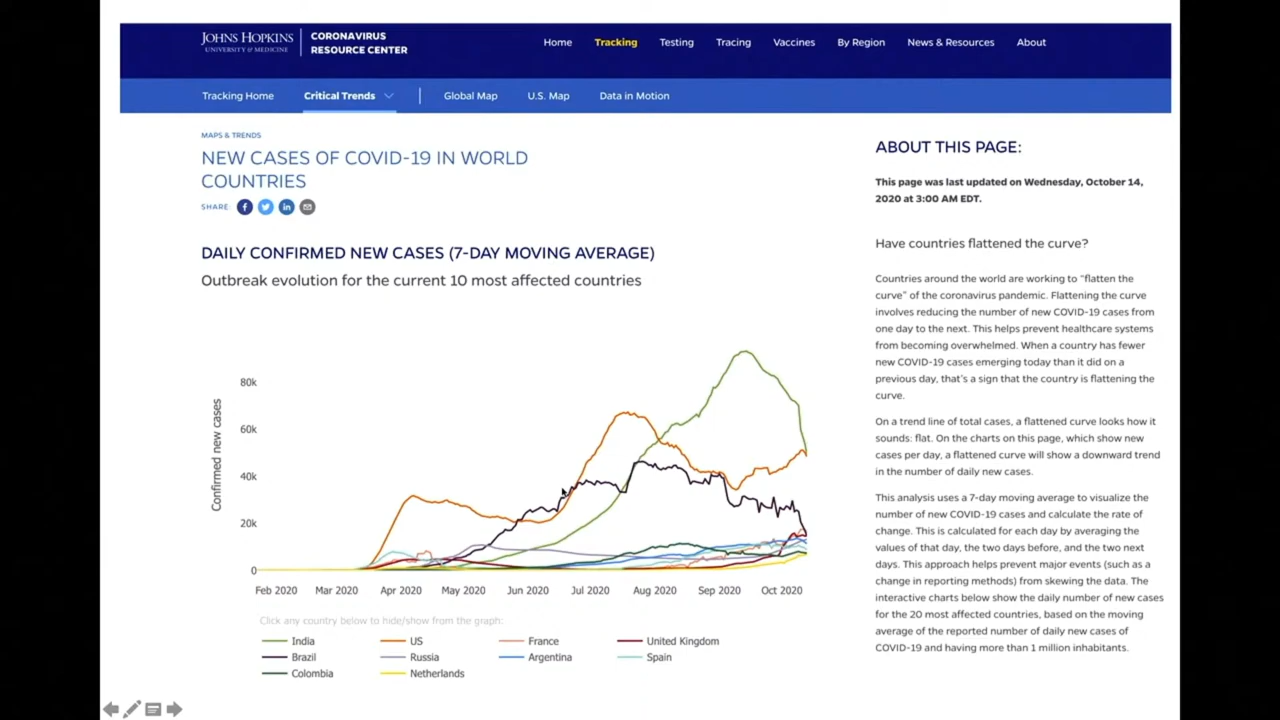 JOHNS HOPKINS
UNIVERSITY & MEDICINE
CORONAVIRUS
RESOURCE CENTER
Home
Tracking
Testing
Tracing
Vaccines
By Region
News & Resources
About
Tracking Home
Critical Trends
Global Map
U.S. Map
Data in Motion
MAPS & TRENDS
NEW CASES OF COVID-19 IN WORLD
COUNTRIES
SHARE:
DAILY CONFIRMED NEW CASES (7-DAY MOVING AVERAGE)
Outbreak evolution for the current 10 most affected countries
Confirmed new cases
80k
60k
40k
20k
0
Feb 2020
Mar 2020
Apr 2020
May 2020
Jun 2020
Jul 2020
Aug 2020
Sep 2020
Oct 2020
Click any country below to hide/show from the graph:
India
US
France
United Kingdom
Brazil
Russia
Argentina
Spain
Colombia
Netherlands
ABOUT THIS PAGE:
This page was last updated on Wednesday, October 14,
2020 at 3:00 AM EDT.
Have countries flattened the curve?
Countries around the world are working to “flatten the
curve” of the coronavirus pandemic. Flattening the curve
involves reducing the number of new COVID-19 cases from
one day to the next. This helps prevent healthcare systems
from becoming overwhelmed. When a country has fewer
new COVID-19 cases emerging today than it did on a
previous day, that’s a sign that the country is flattening the
curve.
On a trend line of total cases, a flattened curve looks how it
sounds: flat. On the charts on this page, which show new
cases per day, a flattened curve will show a downward trend
in the number of daily new cases.
This analysis uses a 7-day moving average to visualize the
number of new COVID-19 cases and calculate the rate of
change. This is calculated for each day by averaging the
values of that day, the two days before, and the two next
days. This approach helps prevent major events (such as a
change in reporting methods) from skewing the data. The
interactive charts below show the daily number of new cases
for the 20 most affected countries, based on the moving
average of the reported number of daily new cases of
COVID-19 and having more than 1 million inhabitants.